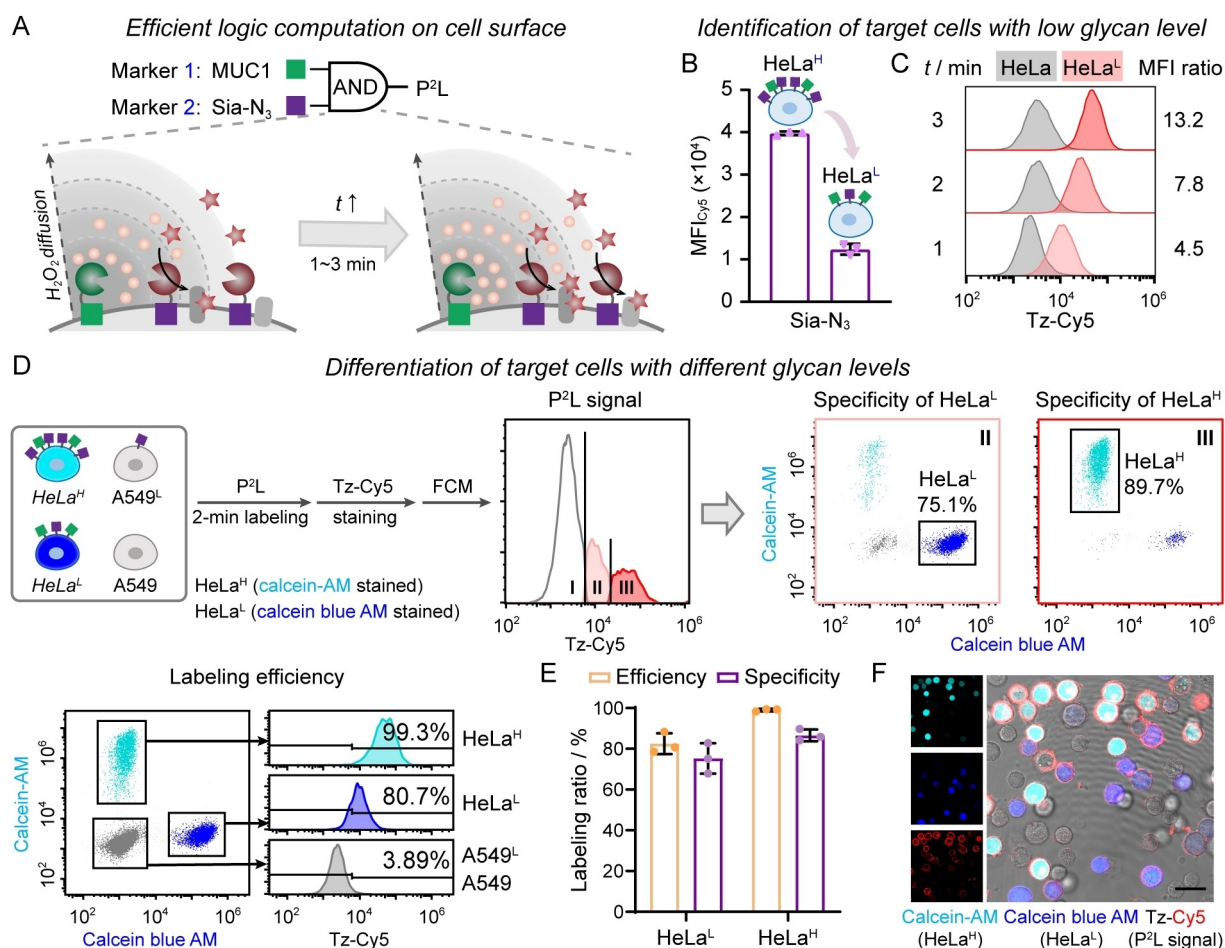 A
Efficient logic computation on cell surface
Marker 1: MUC1
Marker 2: Sia-N₃
AND
P²L
H₂O₂ diffusion
t ↑
1~3 min
Identification of target cells with low glycan level
B
HeLaᴴ
HeLaᴸ
MFI_Cy5 (×10⁴)
5
4
3
2
1
0
Sia-N₃
C
t / min
HeLa
HeLaᴸ
MFI ratio
3
13.2
2
7.8
1
4.5
10² 10⁴ 10⁶
Tz-Cy5
D
Differentiation of target cells with different glycan levels
HeLaᴴ
A549ᴸ
HeLaᴸ
A549
P²L
2-min labeling
Tz-Cy5
staining
FCM
HeLaᴴ (calcein-AM stained)
HeLaᴸ (calcein blue AM stained)
P²L signal
I II III
10² 10⁴ 10⁶
Tz-Cy5
Specificity of HeLaᴸ
II
HeLaᴸ
75.1%
Calcein-AM
10⁶
10⁴
10²
10² 10⁴ 10⁶
Specificity of HeLaᴴ
III
HeLaᴴ
89.7%
10² 10⁴ 10⁶
Calcein blue AM
Labeling efficiency
Calcein-AM
10⁶
10⁴
10²
10² 10⁴ 10⁶
Calcein blue AM
99.3%
HeLaᴴ
80.7%
HeLaᴸ
3.89%
A549ᴸ
A549
10² 10⁴ 10⁶
Tz-Cy5
E
Efficiency
Specificity
Labeling ratio / %
100
80
60
40
20
0
HeLaᴸ
HeLaᴴ
F
Calcein-AM Calcein blue AM Tz-Cy5
(HeLaᴴ) (HeLaᴸ) (P²L signal)